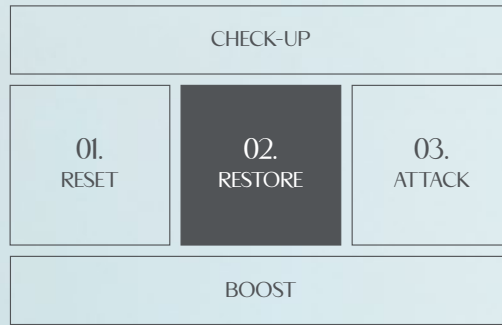 CHECK-UP
01.
RESET
02.
RESTORE
03.
ATTACK
BOOST